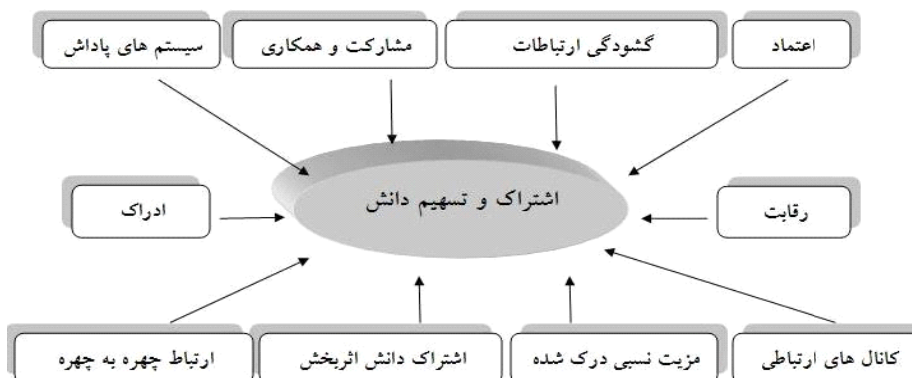 اعتماد
گشودگی ارتباطات
مشارکت و همکاری
سیستم های پاداش
اشتراک و تسهیم دانش
رقابت
ادراک
کانال های ارتباطی
مزیت نسبی درک شده
اشتراک دانش اثربخش
ارتباط چهره به چهره